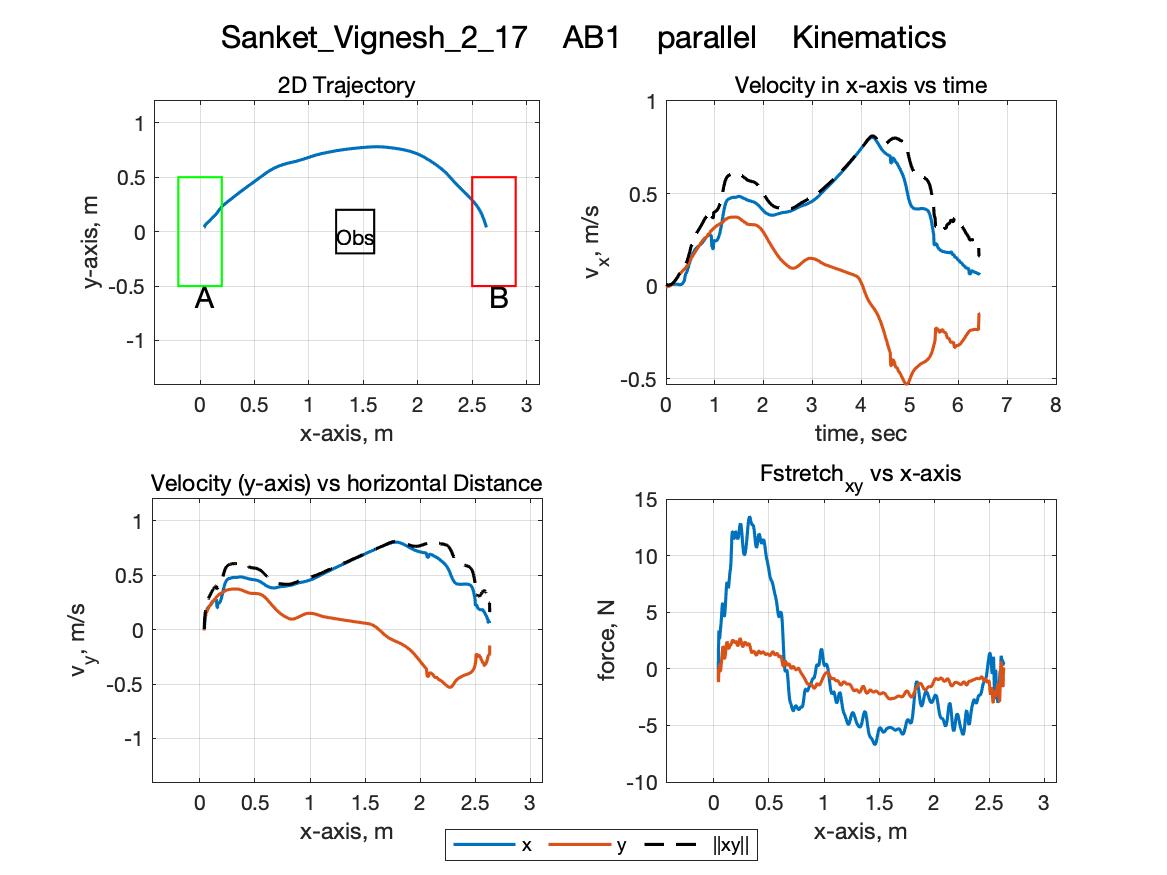 Sanket_Vignesh_2_17 AB1 parallel Kinematics
2D Trajectory
1
0.5
0
-0.5
-1
y-axis, m
Obs
A
B
0 0.5 1 1.5 2 2.5 3
x-axis, m
Velocity in x-axis vs time
1
0.5
0
-0.5
v_x, m/s
0 1 2 3 4 5 6 7 8
time, sec
Velocity (y-axis) vs horizontal Distance
1
0.5
0
-0.5
-1
v_y, m/s
0 0.5 1 1.5 2 2.5 3
x-axis, m
Fstretch_xy vs x-axis
15
10
5
0
-5
-10
force, N
0 0.5 1 1.5 2 2.5 3
x-axis, m
x y ||xy||